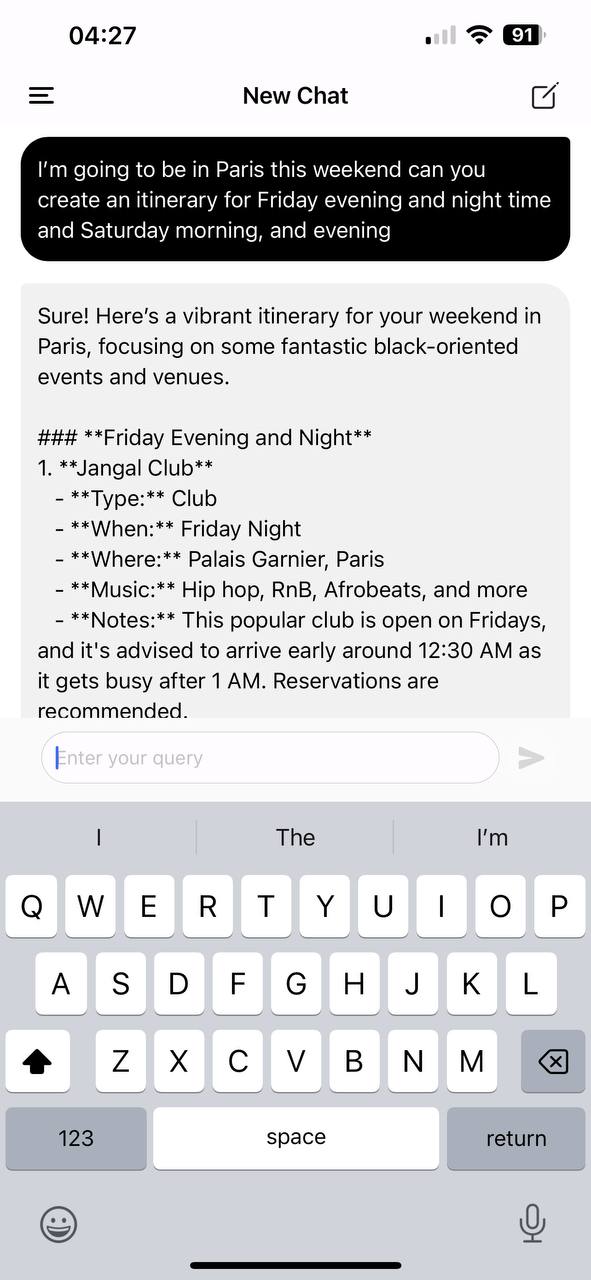 04:27
91
New Chat
I’m going to be in Paris this weekend can you
create an itinerary for Friday evening and night time
and Saturday morning, and evening
Sure! Here’s a vibrant itinerary for your weekend in
Paris, focusing on some fantastic black-oriented
events and venues.
### **Friday Evening and Night**
1. **Jangal Club**
- **Type:** Club
- **When:** Friday Night
- **Where:** Palais Garnier, Paris
- **Music:** Hip hop, RnB, Afrobeats, and more
- **Notes:** This popular club is open on Fridays,
and it's advised to arrive early around 12:30 AM as
it gets busy after 1 AM. Reservations are
recommended.
Enter your query
I The I’m
Q W E R T Y U I O P
A S D F G H J K L
Z X C V B N M
123 space return